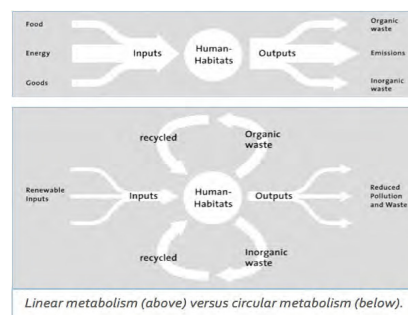 Food
Energy
Goods
Inputs
Human-
Habitats
Outputs
Organic
waste
Emissions
Inorganic
waste
recycled
Organic
waste
Renewable
Inputs
Inputs
Human-
Habitats
Outputs
Reduced
Pollution
and Waste
recycled
Inorganic
waste
Linear metabolism (above) versus circular metabolism (below).